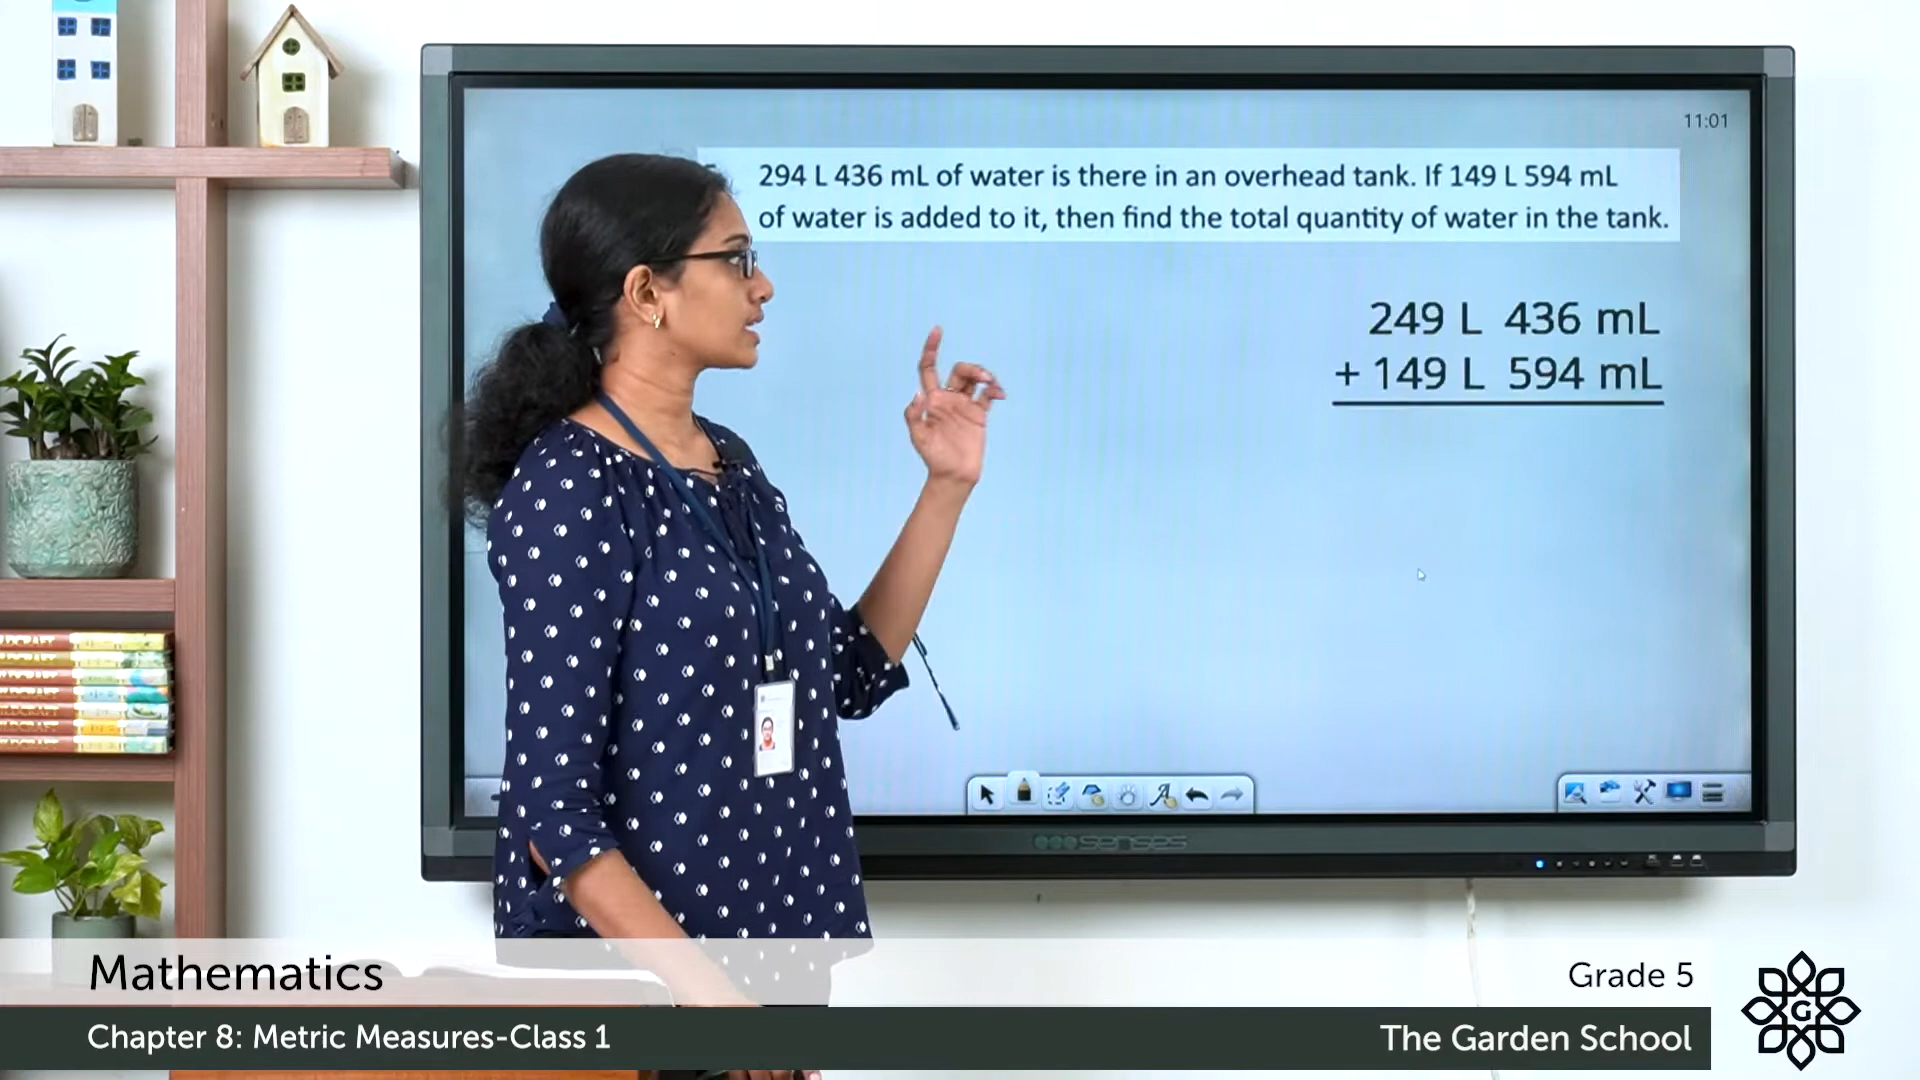 11:01
294 L 436 mL of water is there in an overhead tank. If 149 L 594 mL
of water is added to it, then find the total quantity of water in the tank.
249 L 436 mL
+ 149 L 594 mL
senses
Mathematics
Grade 5
Chapter 8: Metric Measures-Class 1
The Garden School
G